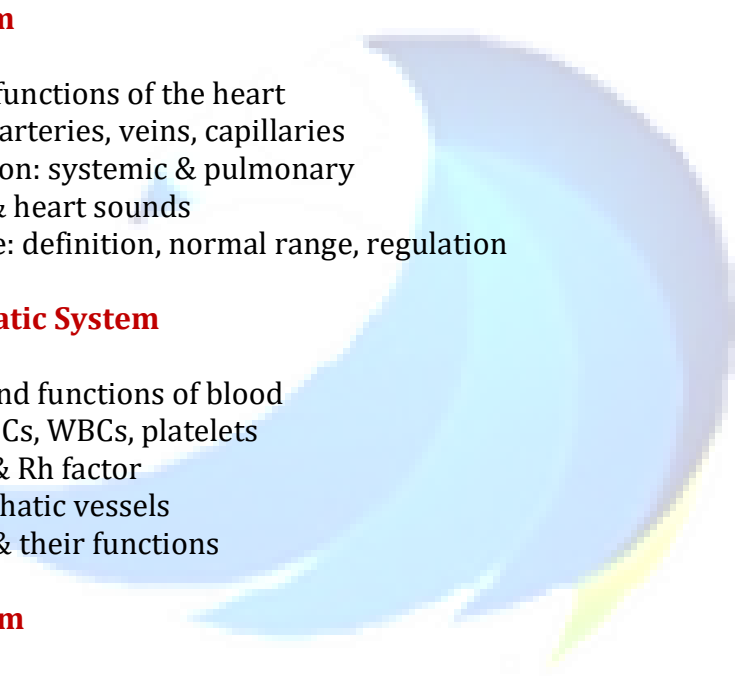 m
functions of the heart
arteries, veins, capillaries
on: systemic & pulmonary
& heart sounds
e: definition, normal range, regulation
atic System
nd functions of blood
Cs, WBCs, platelets
& Rh factor
hatic vessels
& their functions
m